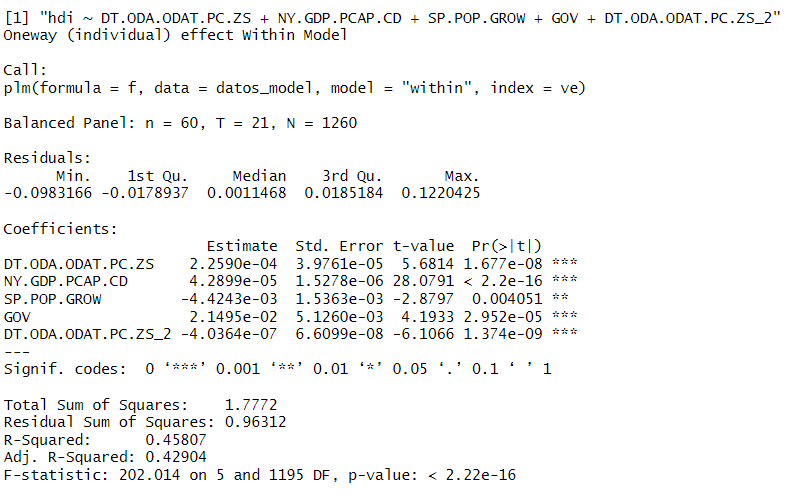 [1] "hdi ~ DT.ODA.ODAT.PC.ZS + NY.GDP.PCAP.CD + SP.POP.GROW + GOV + DT.ODA.ODAT.PC.ZS_2"
Oneway (individual) effect Within Model
Call:
plm(formula = f, data = datos_model, model = "within", index = ve)
Balanced Panel: n = 60, T = 21, N = 1260
Residuals:
Min. 1st Qu. Median 3rd Qu. Max.
-0.0983166 -0.0178937 0.0011468 0.0185184 0.1220425
Coefficients:
Estimate Std. Error t-value Pr(>|t|)
DT.ODA.ODAT.PC.ZS 2.2590e-04 3.9761e-05 5.6814 1.677e-08 ***
NY.GDP.PCAP.CD 4.2899e-05 1.5278e-06 28.0791 < 2.2e-16 ***
SP.POP.GROW -4.4243e-03 1.5363e-03 -2.8797 0.004051 **
GOV 2.1495e-02 5.1260e-03 4.1933 2.952e-05 ***
DT.ODA.ODAT.PC.ZS_2 -4.0364e-07 6.6099e-08 -6.1066 1.374e-09 ***
---
Signif. codes: 0 ‘***’ 0.001 ‘**’ 0.01 ‘*’ 0.05 ‘.’ 0.1 ‘ ’ 1
Total Sum of Squares: 1.7772
Residual Sum of Squares: 0.96312
R-Squared: 0.45807
Adj. R-Squared: 0.42904
F-statistic: 202.014 on 5 and 1195 DF, p-value: < 2.22e-16